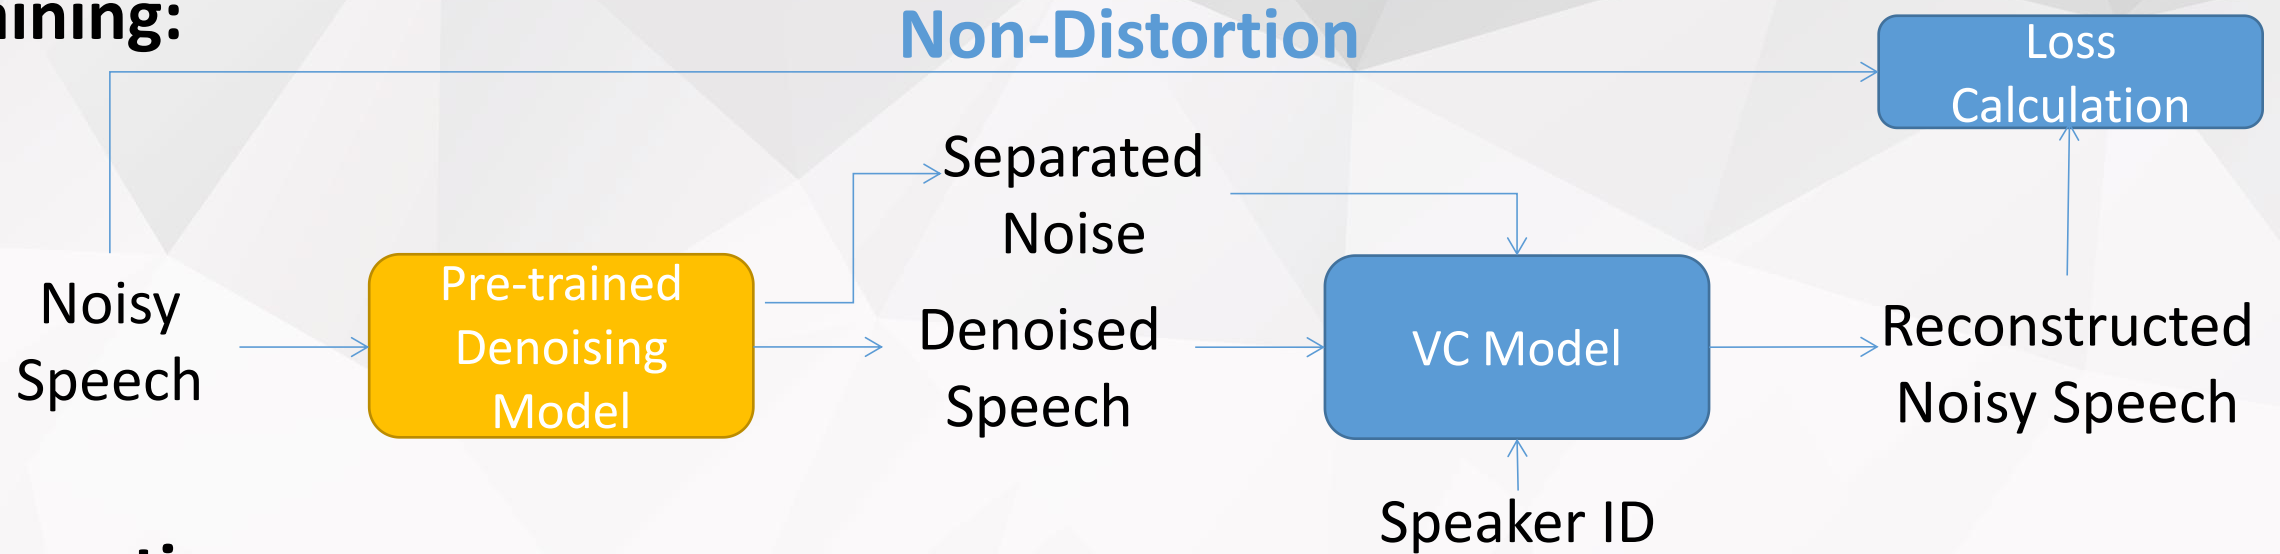 Non-Distortion
Loss
Calculation
Separated
Noise
Noisy
Speech
Pre-trained
Denoising
Model
Denoised
Speech
VC Model
Reconstructed
Noisy Speech
Speaker ID